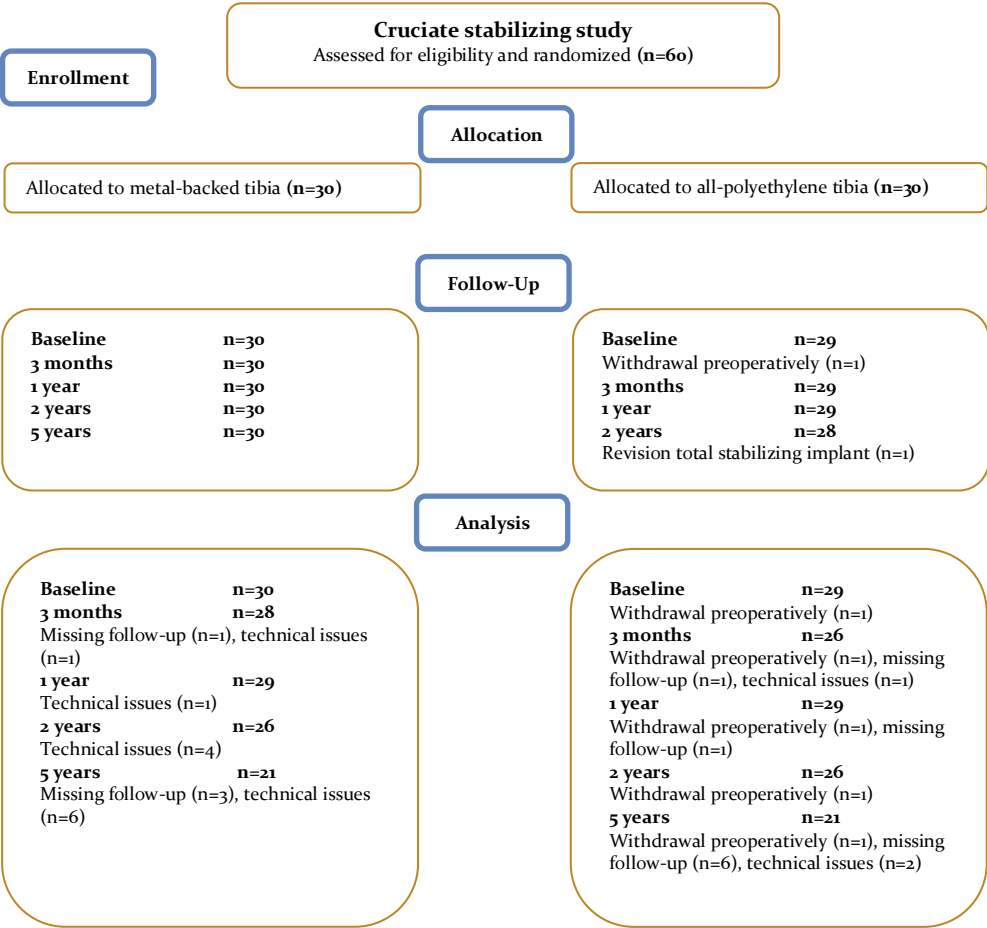 Cruciate stabilizing study
Assessed for eligibility and randomized (n=60)
Enrollment
Allocation
Allocated to metal-backed tibia (n=30)
Allocated to all-polyethylene tibia (n=30)
Follow-Up
Baseline n=30
3 months n=30
1 year n=30
2 years n=30
5 years n=30
Baseline n=29
Withdrawal preoperatively (n=1)
3 months n=29
1 year n=29
2 years n=28
Revision total stabilizing implant (n=1)
Analysis
Baseline n=30
3 months n=28
Missing follow-up (n=1), technical issues
(n=1)
1 year n=29
Technical issues (n=1)
2 years n=26
Technical issues (n=4)
5 years n=21
Missing follow-up (n=3), technical issues
(n=6)
Baseline n=29
Withdrawal preoperatively (n=1)
3 months n=26
Withdrawal preoperatively (n=1), missing
follow-up (n=1), technical issues (n=1)
1 year n=29
Withdrawal preoperatively (n=1), missing
follow-up (n=1)
2 years n=26
Withdrawal preoperatively (n=1)
5 years n=21
Withdrawal preoperatively (n=1), missing
follow-up (n=6), technical issues (n=2)